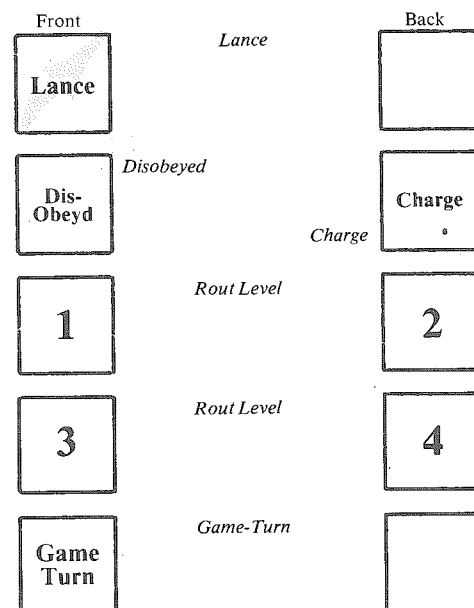 Front
Back
Lance
Lance
Disobeyed
Dis-
Obeyd
Charge
Charge
Rout Level
1
2
Rout Level
3
4
Game-Turn
Game
Turn